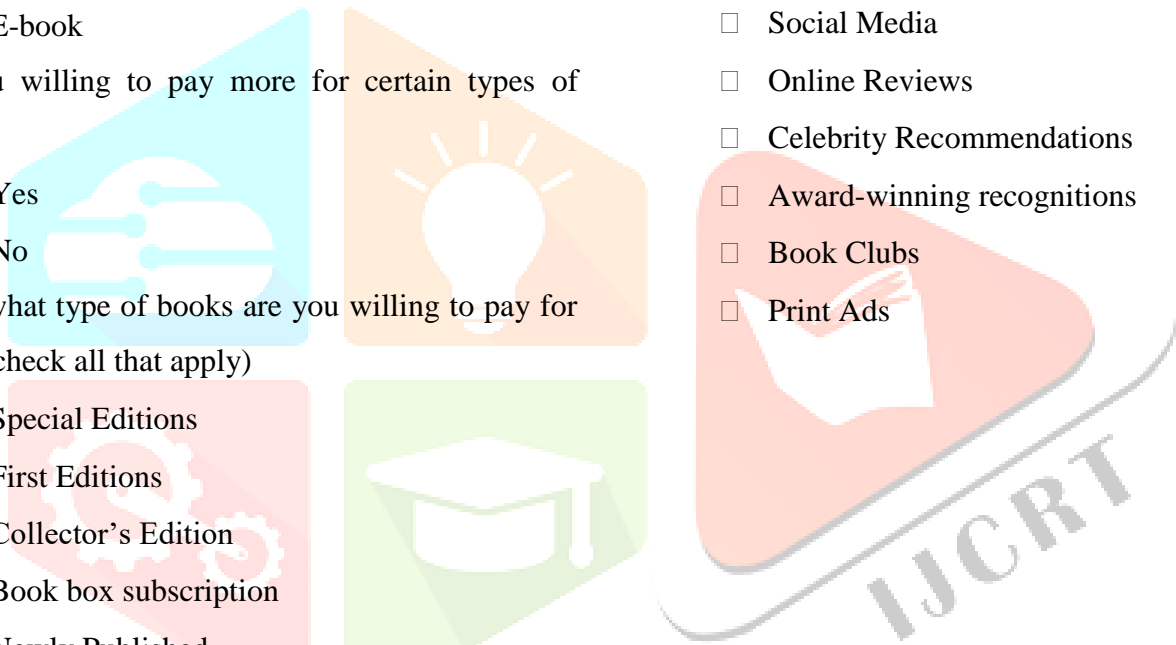 E-book
willing to pay more for certain types of
Yes
No
what type of books are you willing to pay for
check all that apply)
Special Editions
First Editions
Collector’s Edition
Book box subscription
Newly Published
Social Media
Online Reviews
Celebrity Recommendations
Award-winning recognitions
Book Clubs
Print Ads
IJCRT